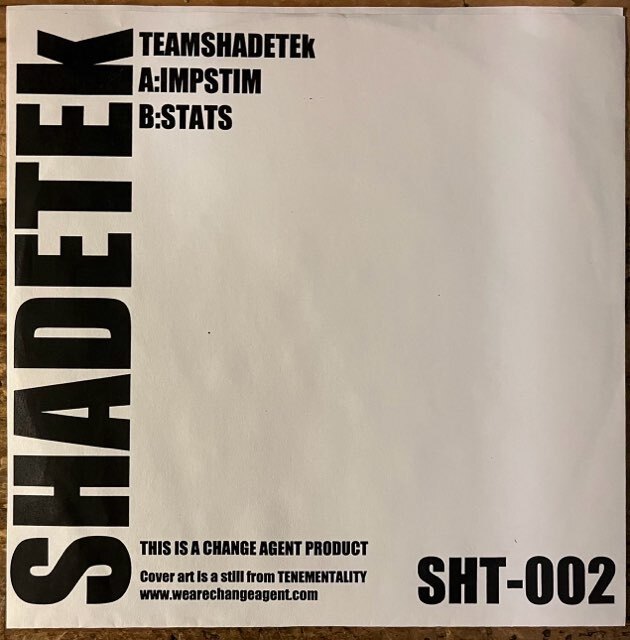 SHADETEK
TEAMSHADETEk
A:IMPSTIM
B:STATS
THIS IS A CHANGE AGENT PRODUCT
Cover art is a still from TENEMENTALITY
www.wearechangeagent.com
SHT-002